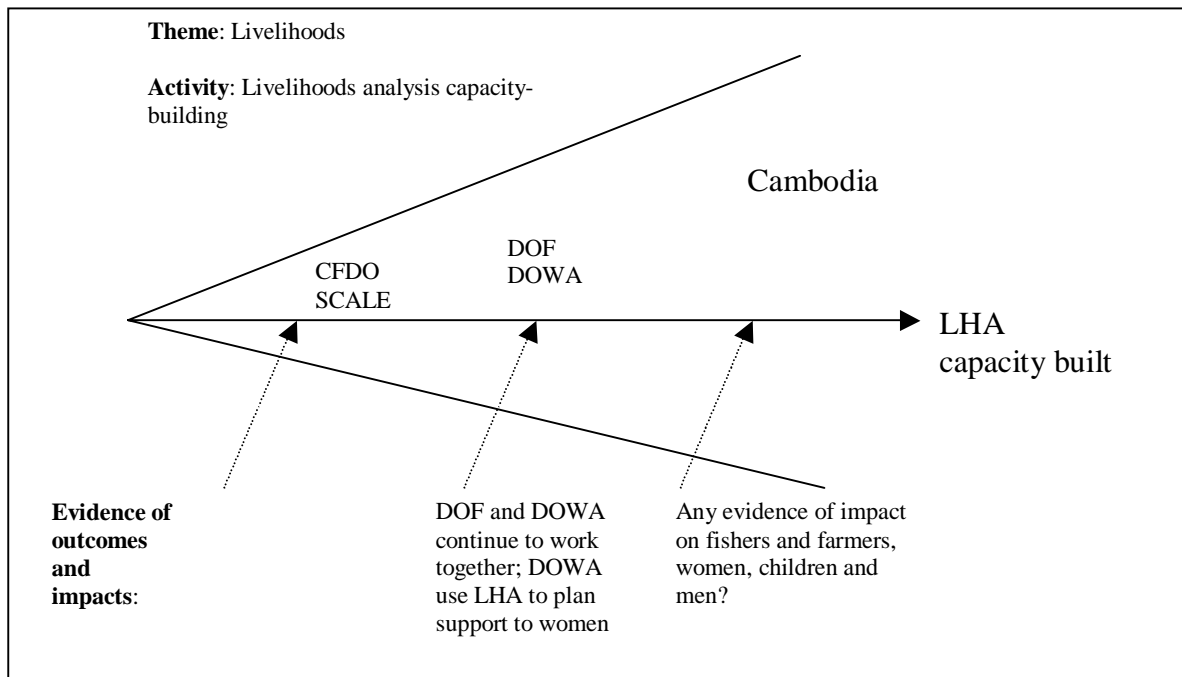 Theme: Livelihoods
Activity: Livelihoods analysis capacity-
building
Cambodia
DOF
DOWA
CFDO
SCALE
LHA
capacity built
Evidence of
outcomes
and
impacts:
DOF and DOWA
continue to work
together; DOWA
use LHA to plan
support to women
Any evidence of impact
on fishers and farmers,
women, children and
men?